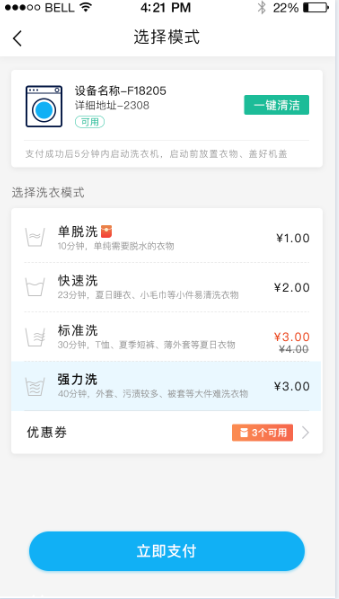 BELL 4:21 PM 22%
选择模式
设备名称-F18205
详细地址-2308
可用
一键清洁
支付成功后5分钟内启动洗衣机，启动前放置衣物、盖好机盖
选择洗衣模式
单脱洗
10分钟，单纯需要脱水的衣物
¥1.00
快速洗
23分钟，夏日睡衣、小毛巾等小件易清洗衣物
¥2.00
标准洗
30分钟，T恤、夏季短裤、薄外套等夏日衣物
¥3.00
¥4.00
强力洗
40分钟，外套、污渍较多、被套等大件难洗衣物
¥3.00
优惠券
3个可用
立即支付